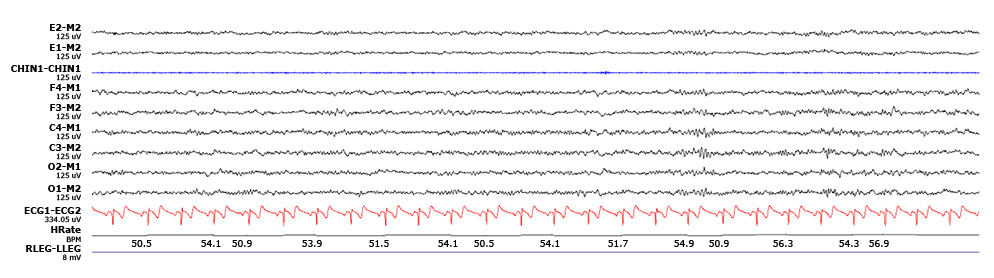 E2-M2
125 uV
E1-M2
125 uV
CHIN1-CHIN1
125 uV
F4-M1
125 uV
F3-M2
125 uV
C4-M1
125 uV
C3-M2
125 uV
O2-M1
125 uV
O1-M2
125 uV
ECG1-ECG2
334.05 uV
HRate
BPM
50.5 54.1 50.9 53.9 51.5 54.1 50.5 54.1 51.7 54.9 50.9 56.3 54.3 56.9
RLEG-LLEG
8 mV